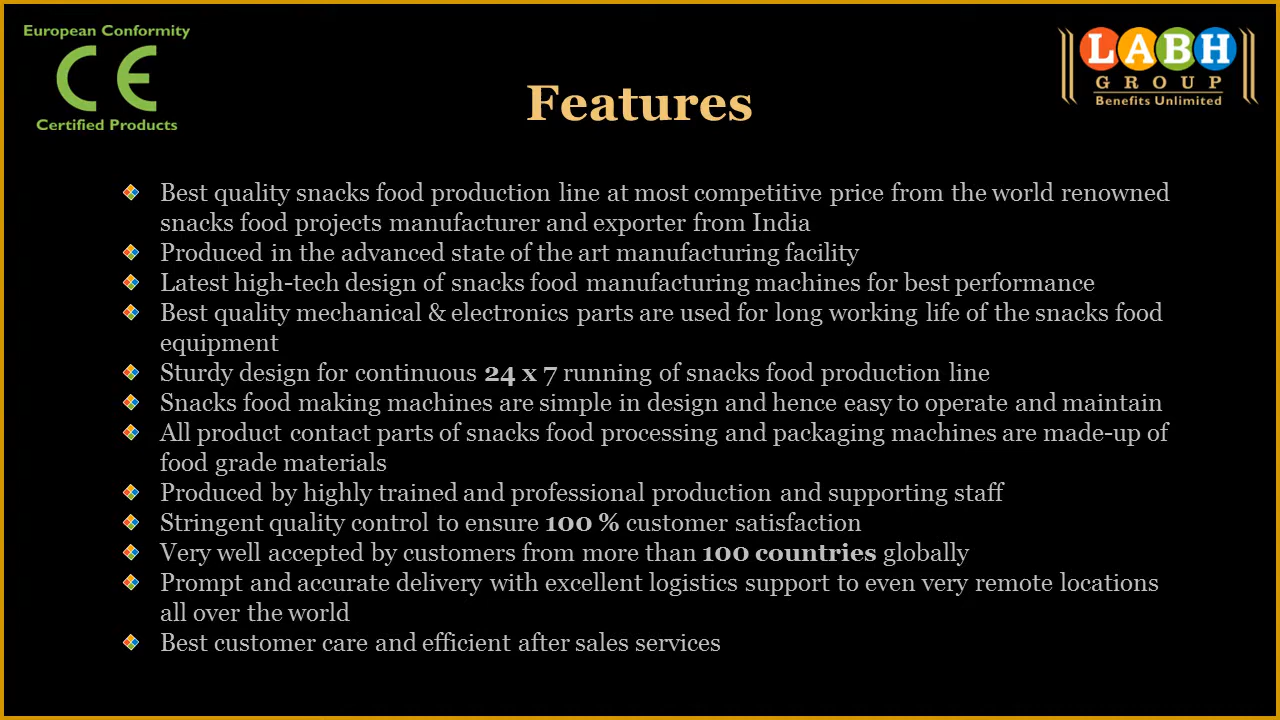 European Conformity
CE
Certified Products
LABH
GROUP
Benefits Unlimited
Features
Best quality snacks food production line at most competitive price from the world renowned
snacks food projects manufacturer and exporter from India
Produced in the advanced state of the art manufacturing facility
Latest high-tech design of snacks food manufacturing machines for best performance
Best quality mechanical & electronics parts are used for long working life of the snacks food
equipment
Sturdy design for continuous 24 x 7 running of snacks food production line
Snacks food making machines are simple in design and hence easy to operate and maintain
All product contact parts of snacks food processing and packaging machines are made-up of
food grade materials
Produced by highly trained and professional production and supporting staff
Stringent quality control to ensure 100 % customer satisfaction
Very well accepted by customers from more than 100 countries globally
Prompt and accurate delivery with excellent logistics support to even very remote locations
all over the world
Best customer care and efficient after sales services